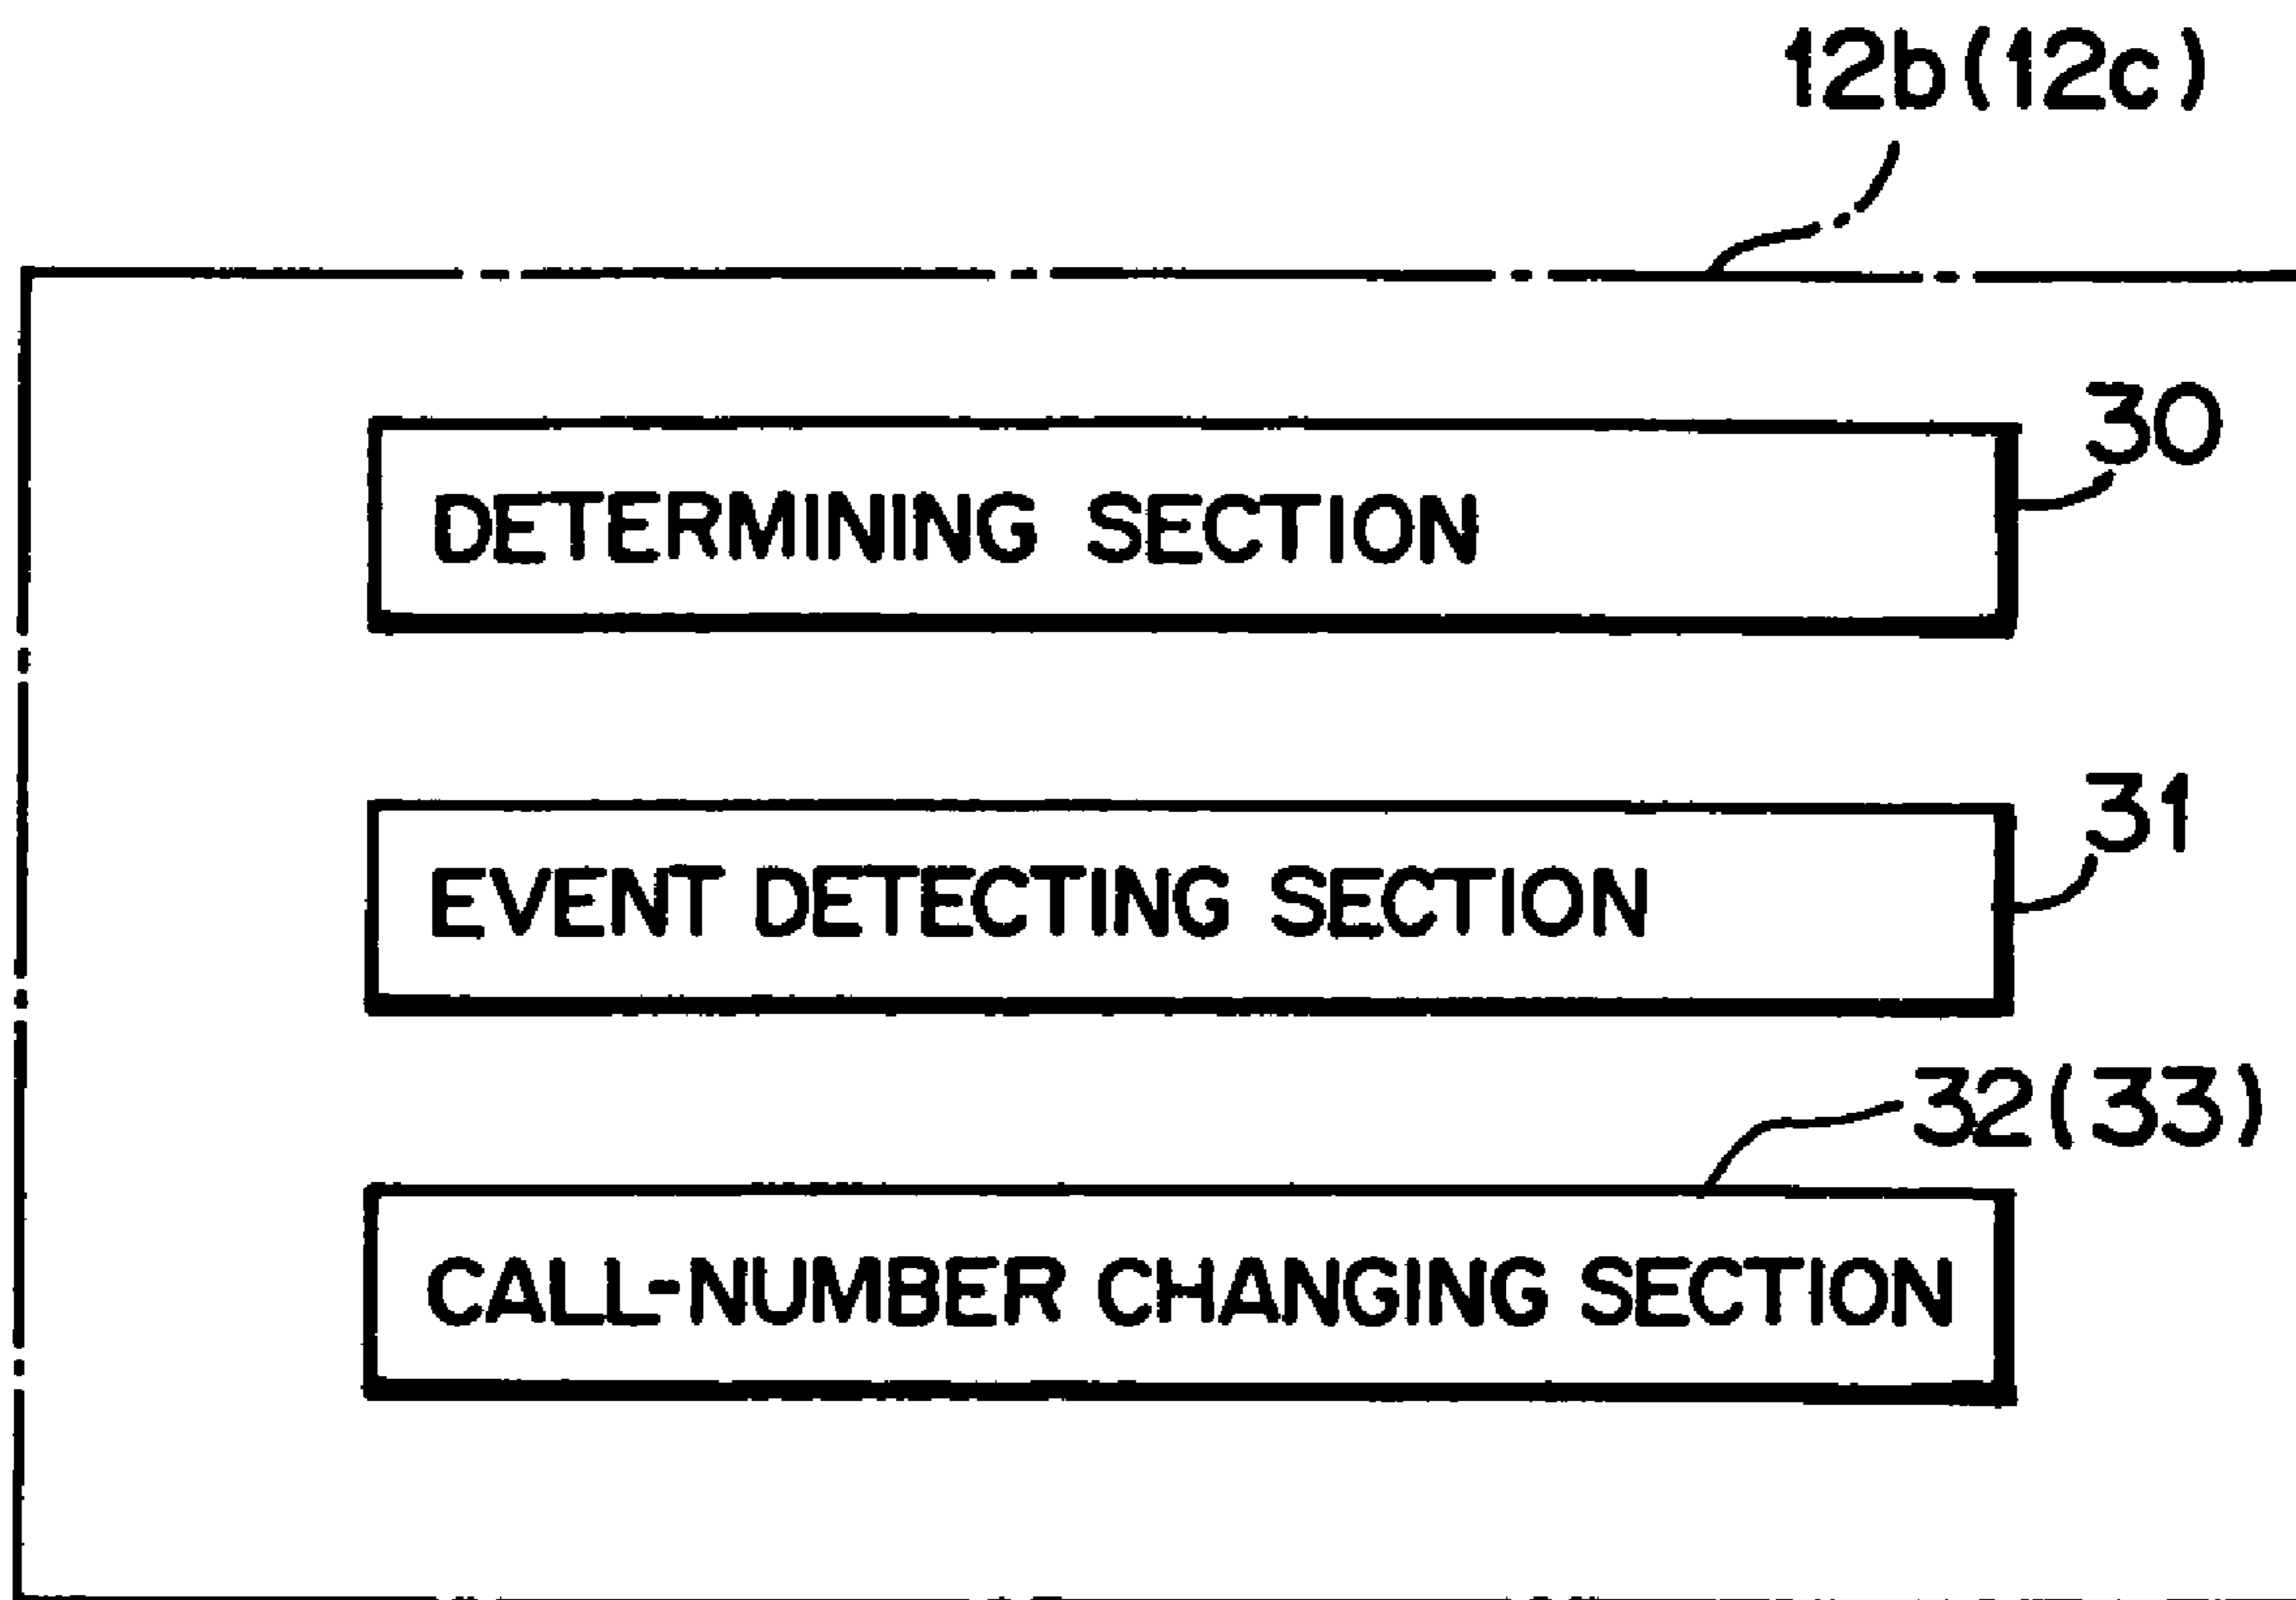 12b(12c)
30
DETERMINING SECTION
31
EVENT DETECTING SECTION
32(33)
CALL-NUMBER CHANGING SECTION